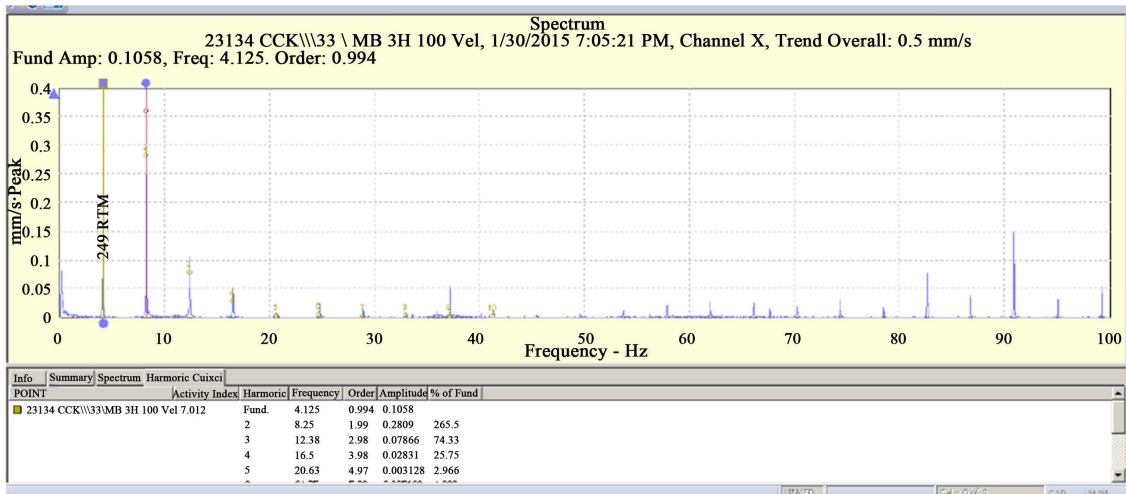 Spectrum
23134 CCK\\\33 \ MB 3H 100 Vel, 1/30/2015 7:05:21 PM, Channel X, Trend Overall: 0.5 mm/s
Fund Amp: 0.1058, Freq: 4.125. Order: 0.994
0.4
0.35
0.3
0.25
0.2
0.15
0.1
0.05
0
mm/s·Peak
249 RTM
0 10 20 30 40 50 60 70 80 90 100
Frequency - Hz
Info Summary Spectrum Harmoric Cuixci
POINT Activity Index Harmonic Frequency Order Amplitude % of Fund
23134 CCK\\\33\MB 3H 100 Vel 7.012 Fund. 4.125 0.994 0.1058
2 8.25 1.99 0.2809 265.5
3 12.38 2.98 0.07866 74.33
4 16.5 3.98 0.02831 25.75
5 20.63 4.97 0.003128 2.966